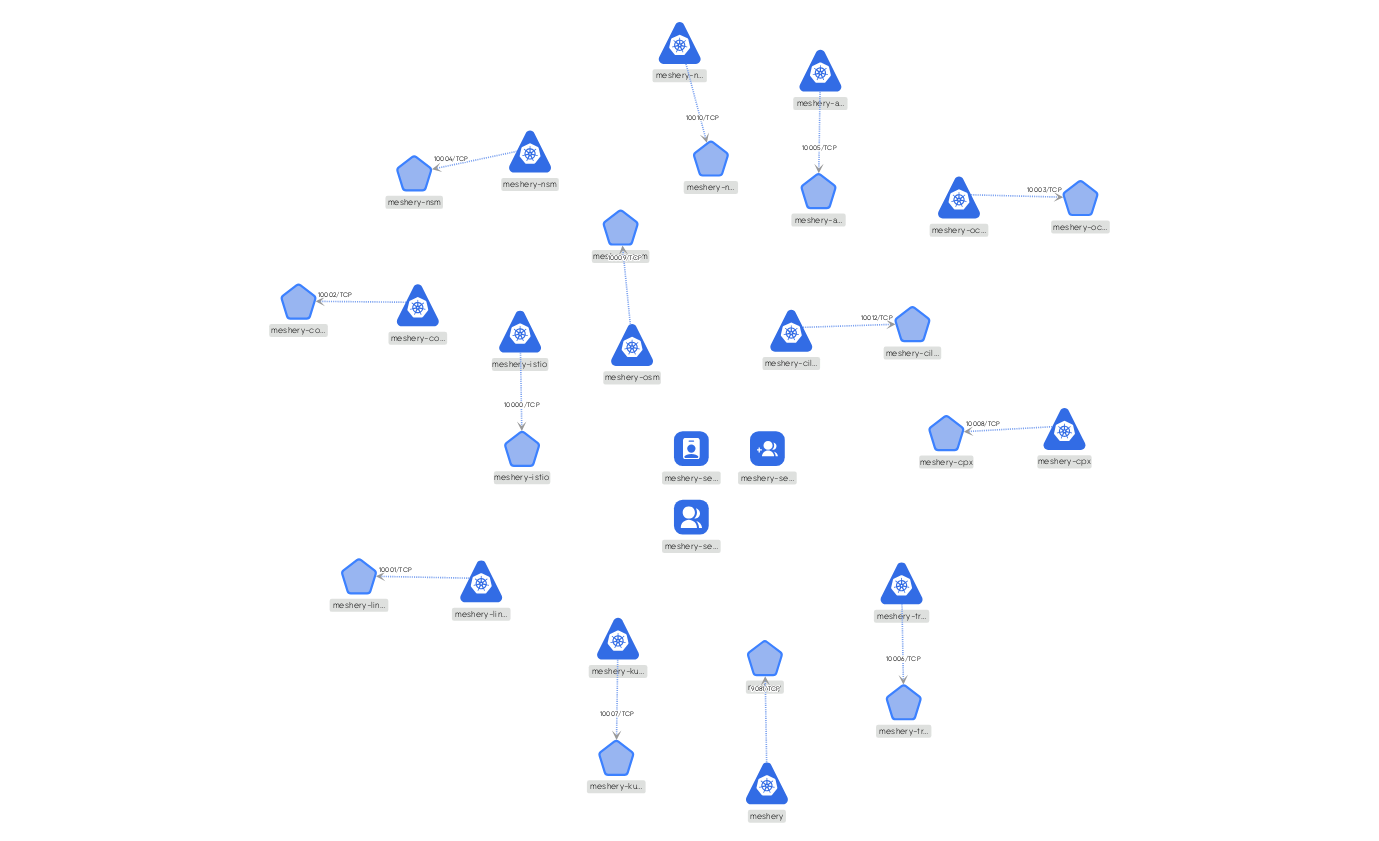 meshery-n...
meshery-a...
10010/TCP
10005/TCP
10004/TCP
meshery-n...
meshery-nsm
meshery-nsm
10003/TCP
meshery-a...
meshery-oc...
meshery-oc...
10009/TCP
10002/TCP
10012/TCP
meshery-co...
meshery-co...
meshery-istio
meshery-osm
meshery-cil...
meshery-cil...
10000/TCP
10008/TCP
meshery-istio
meshery-se...
meshery-se...
meshery-cpx
meshery-cpx
meshery-se...
10001/TCP
meshery-lin...
meshery-lin...
meshery-tr...
10006/TCP
meshery-ku...
9081/TCP
10007/TCP
meshery-tr...
meshery-ku...
meshery